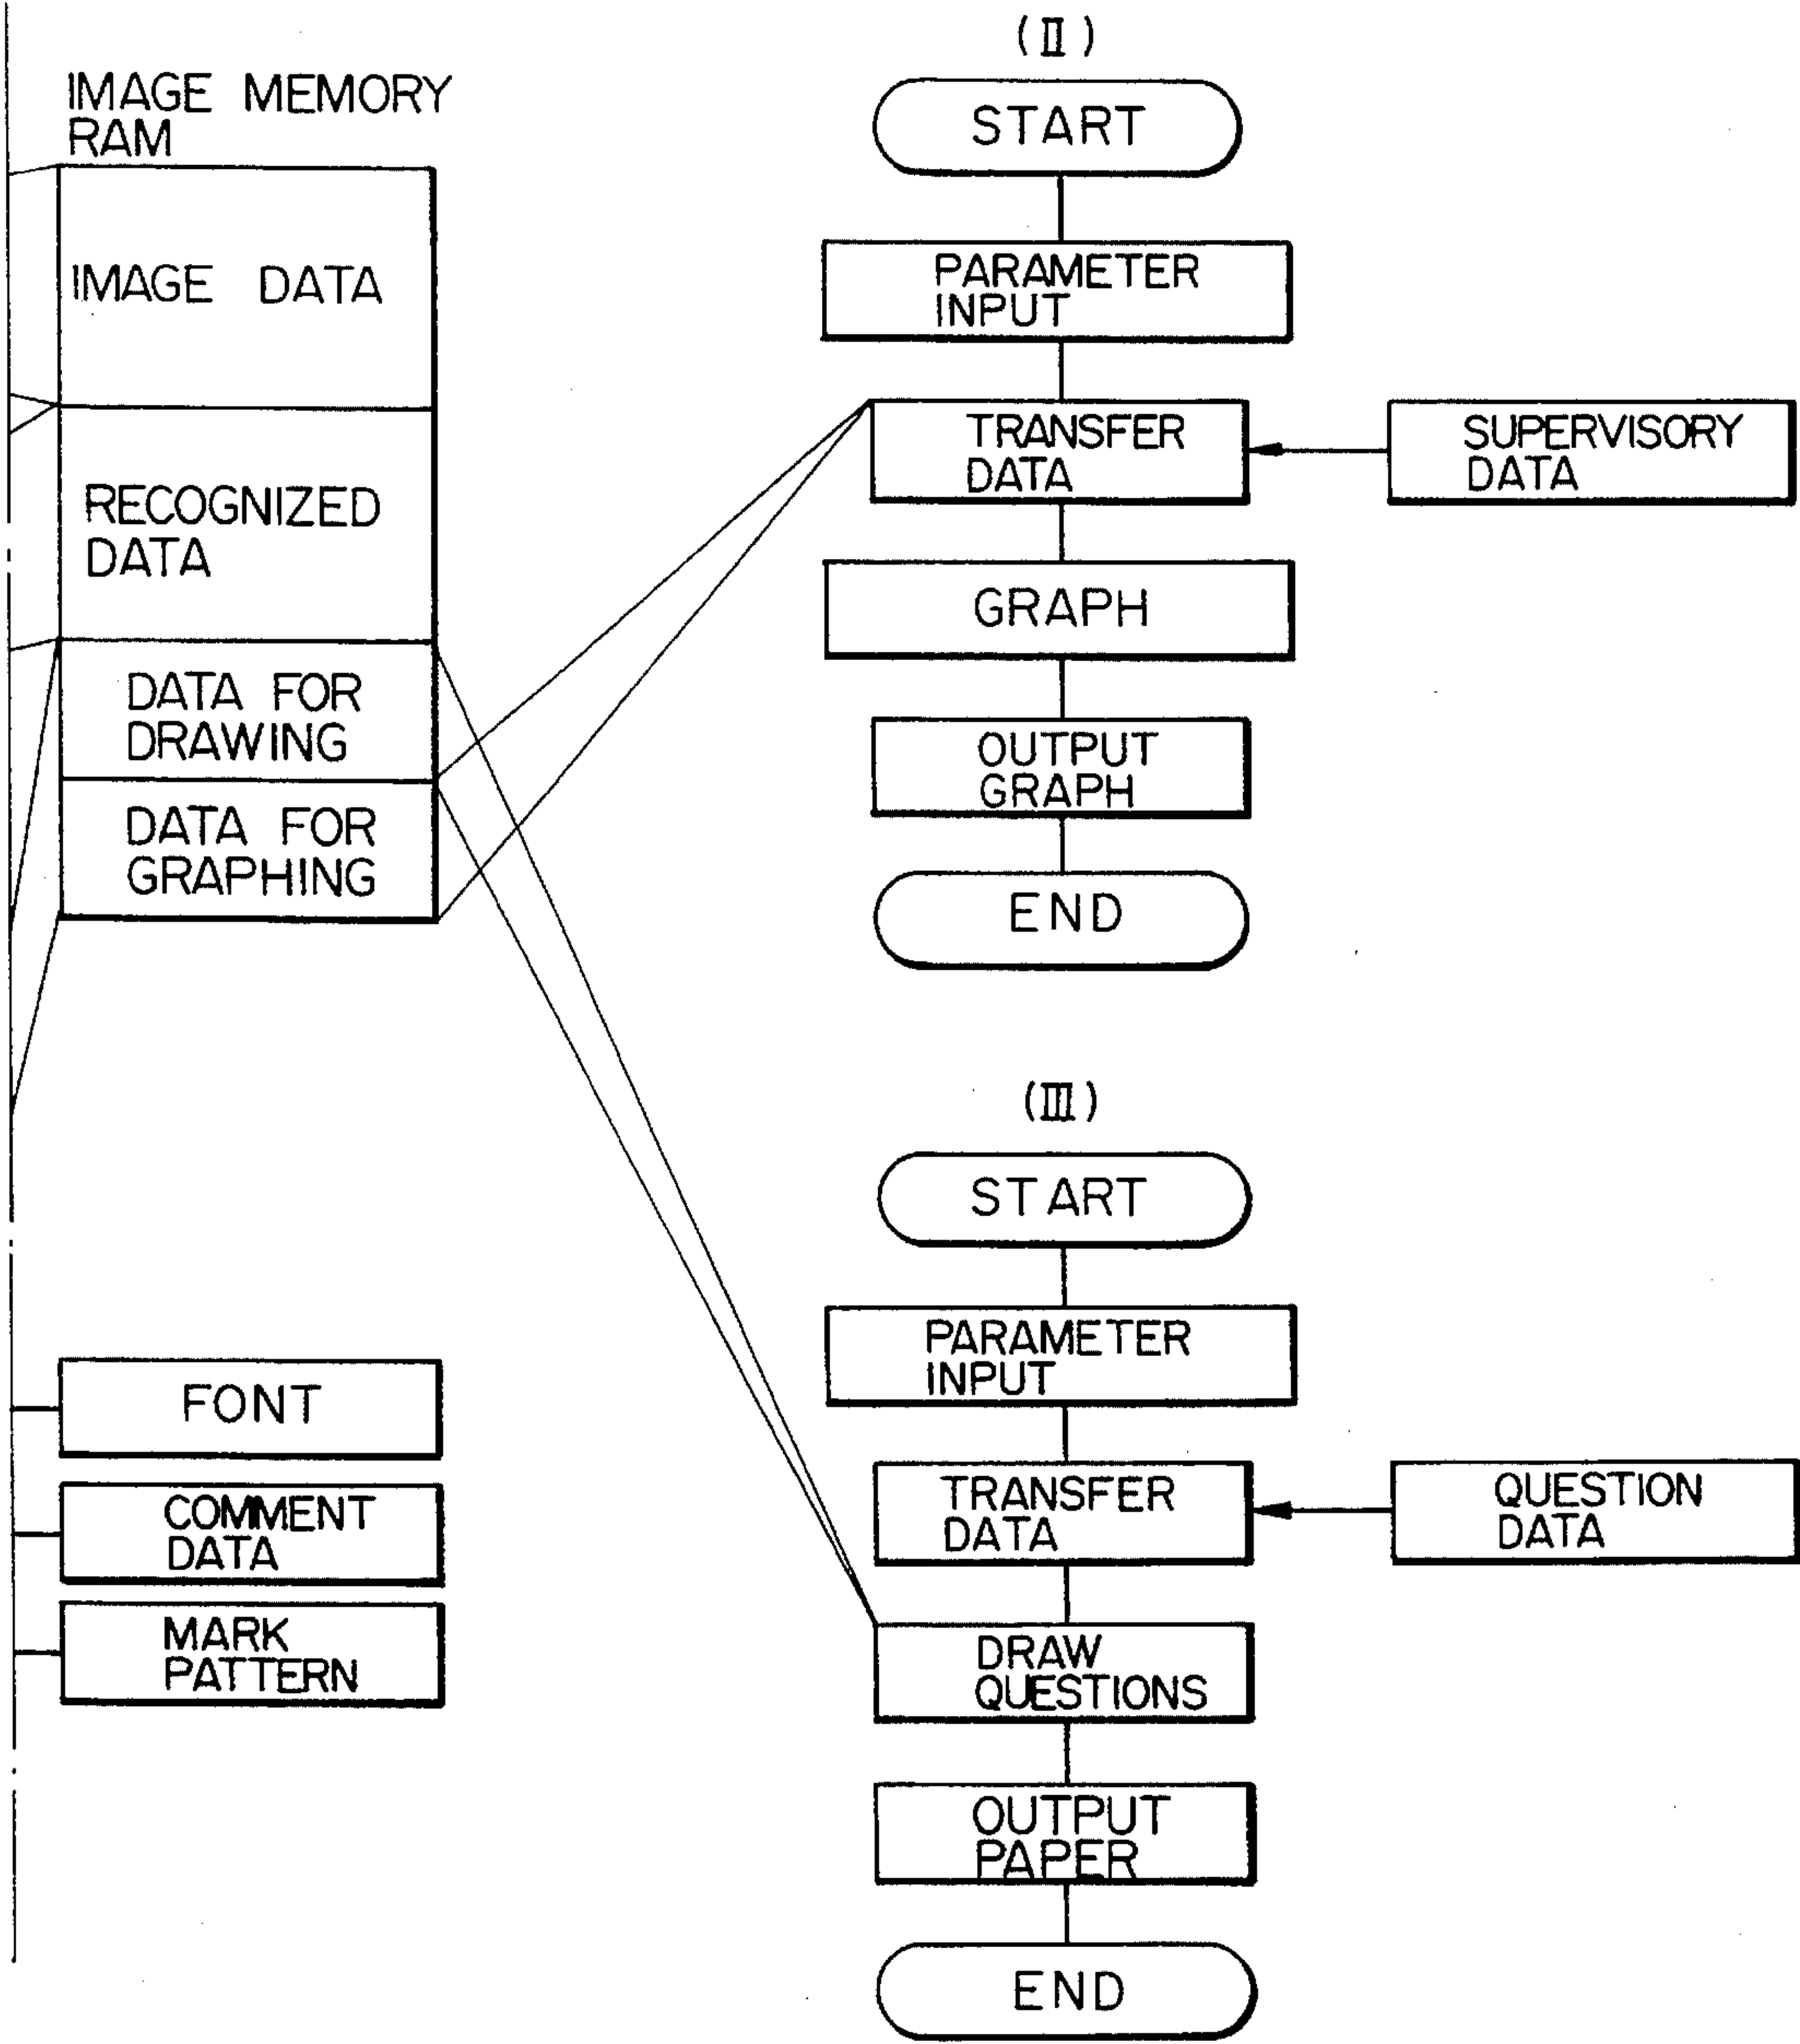 IMAGE MEMORY
RAM
IMAGE DATA
RECOGNIZED
DATA
DATA FOR
DRAWING
DATA FOR
GRAPHING
FONT
COMMENT
DATA
MARK
PATTERN
(II)
START
PARAMETER
INPUT
TRANSFER
DATA
SUPERVISORY
DATA
GRAPH
OUTPUT
GRAPH
END
(III)
START
PARAMETER
INPUT
TRANSFER
DATA
QUESTION
DATA
DRAW
QUESTIONS
OUTPUT
PAPER
END